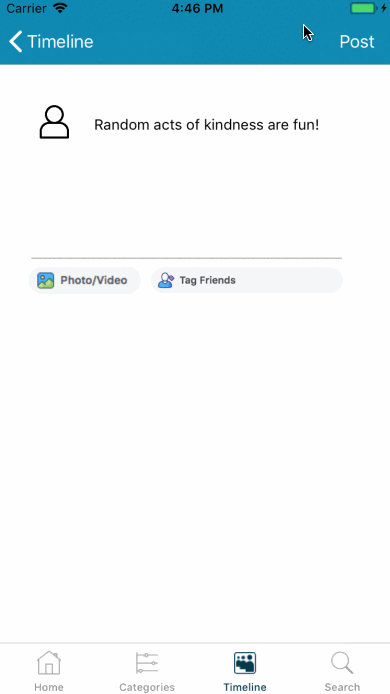 Carrier 4:46 PM
Timeline Post
Random acts of kindness are fun!
Photo/Video Tag Friends
Home Categories Timeline Search